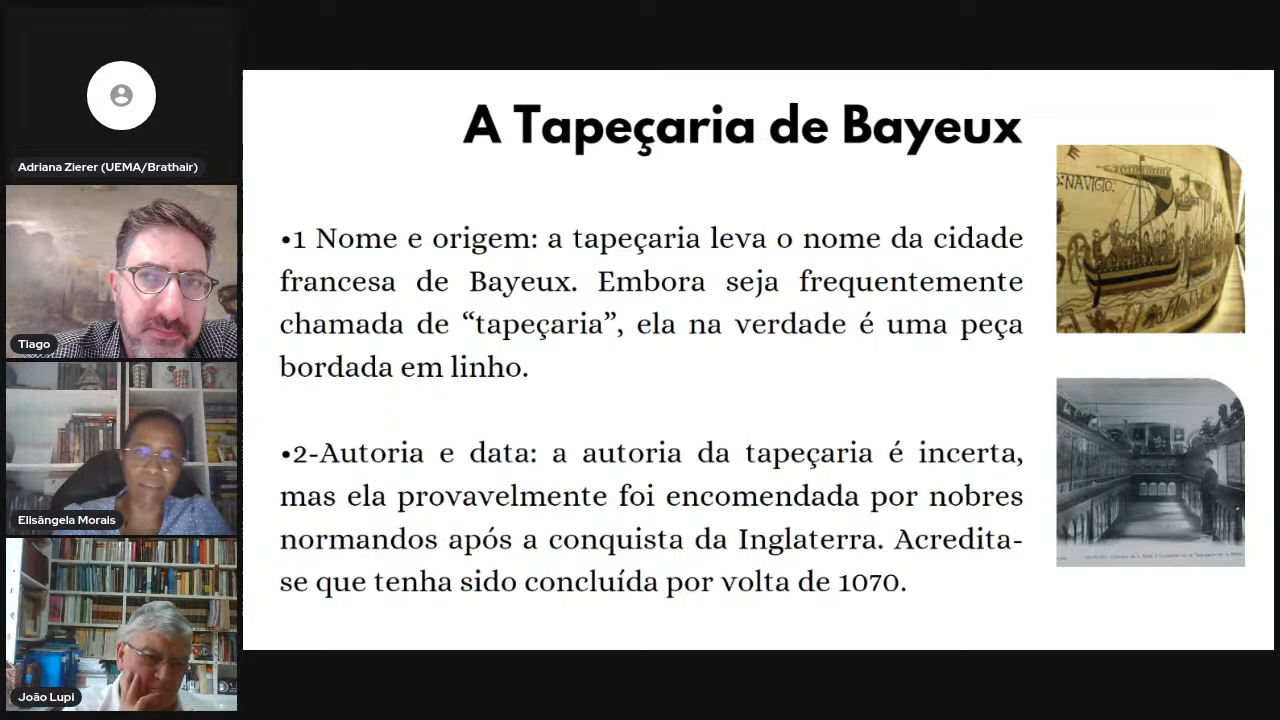 Adriana Zierer (UEMA/Brathair)
Tiago
Elisângela Morais
João Lupi
A Tapeçaria de Bayeux
•1 Nome e origem: a tapeçaria leva o nome da cidade
francesa de Bayeux. Embora seja frequentemente
chamada de “tapeçaria”, ela na verdade é uma peça
bordada em linho.
•2-Autoria e data: a autoria da tapeçaria é incerta,
mas ela provavelmente foi encomendada por nobres
normandos após a conquista da Inglaterra. Acredita-
se que tenha sido concluída por volta de 1070.
NAVIGIO: